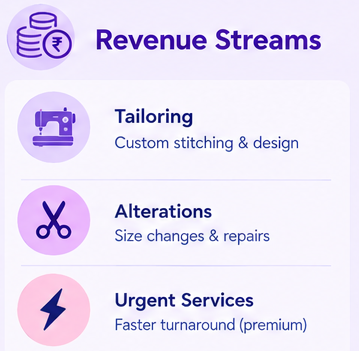 Revenue Streams
Tailoring
Custom stitching & design
Alterations
Size changes & repairs
Urgent Services
Faster turnaround (premium)